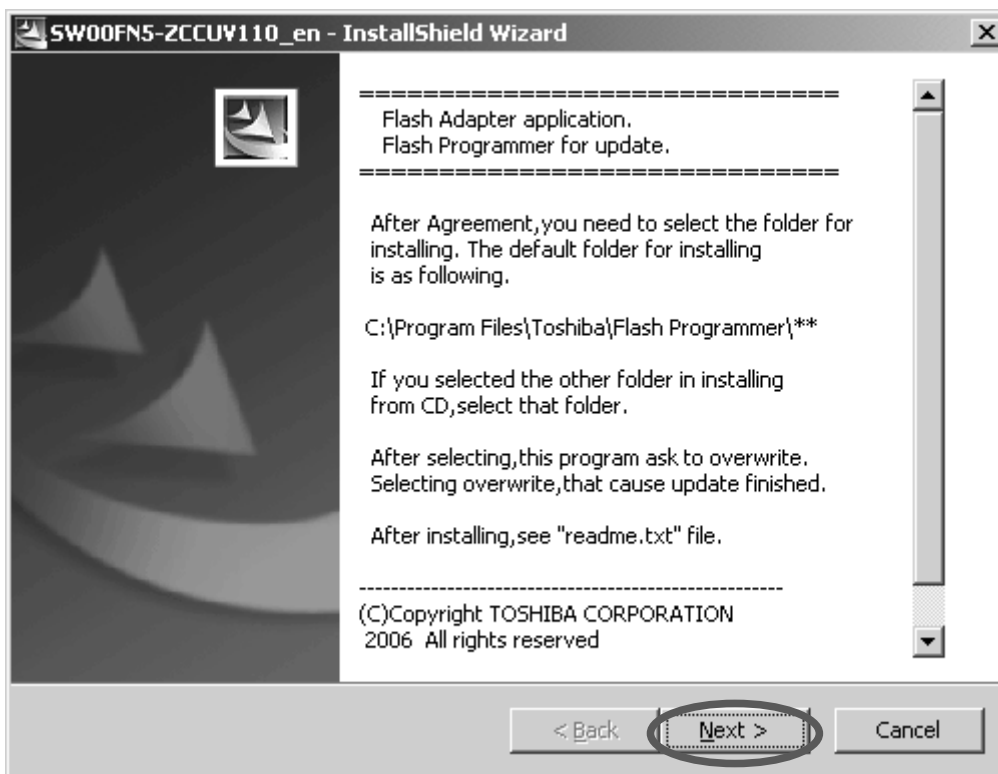 SW00FN5-ZCCUV110_en - InstallShield Wizard
================================
Flash Adapter application.
Flash Programmer for update.
================================
After Agreement,you need to select the folder for
installing. The default folder for installing
is as following.
C:\Program Files\Toshiba\Flash Programmer\**
If you selected the other folder in installing
from CD,select that folder.
After selecting,this program ask to overwrite.
Selecting overwrite,that cause update finished.
After installing,see "readme.txt" file.
-----------------------------------------------------
(C)Copyright TOSHIBA CORPORATION
2006 All rights reserved
< Back Next > Cancel